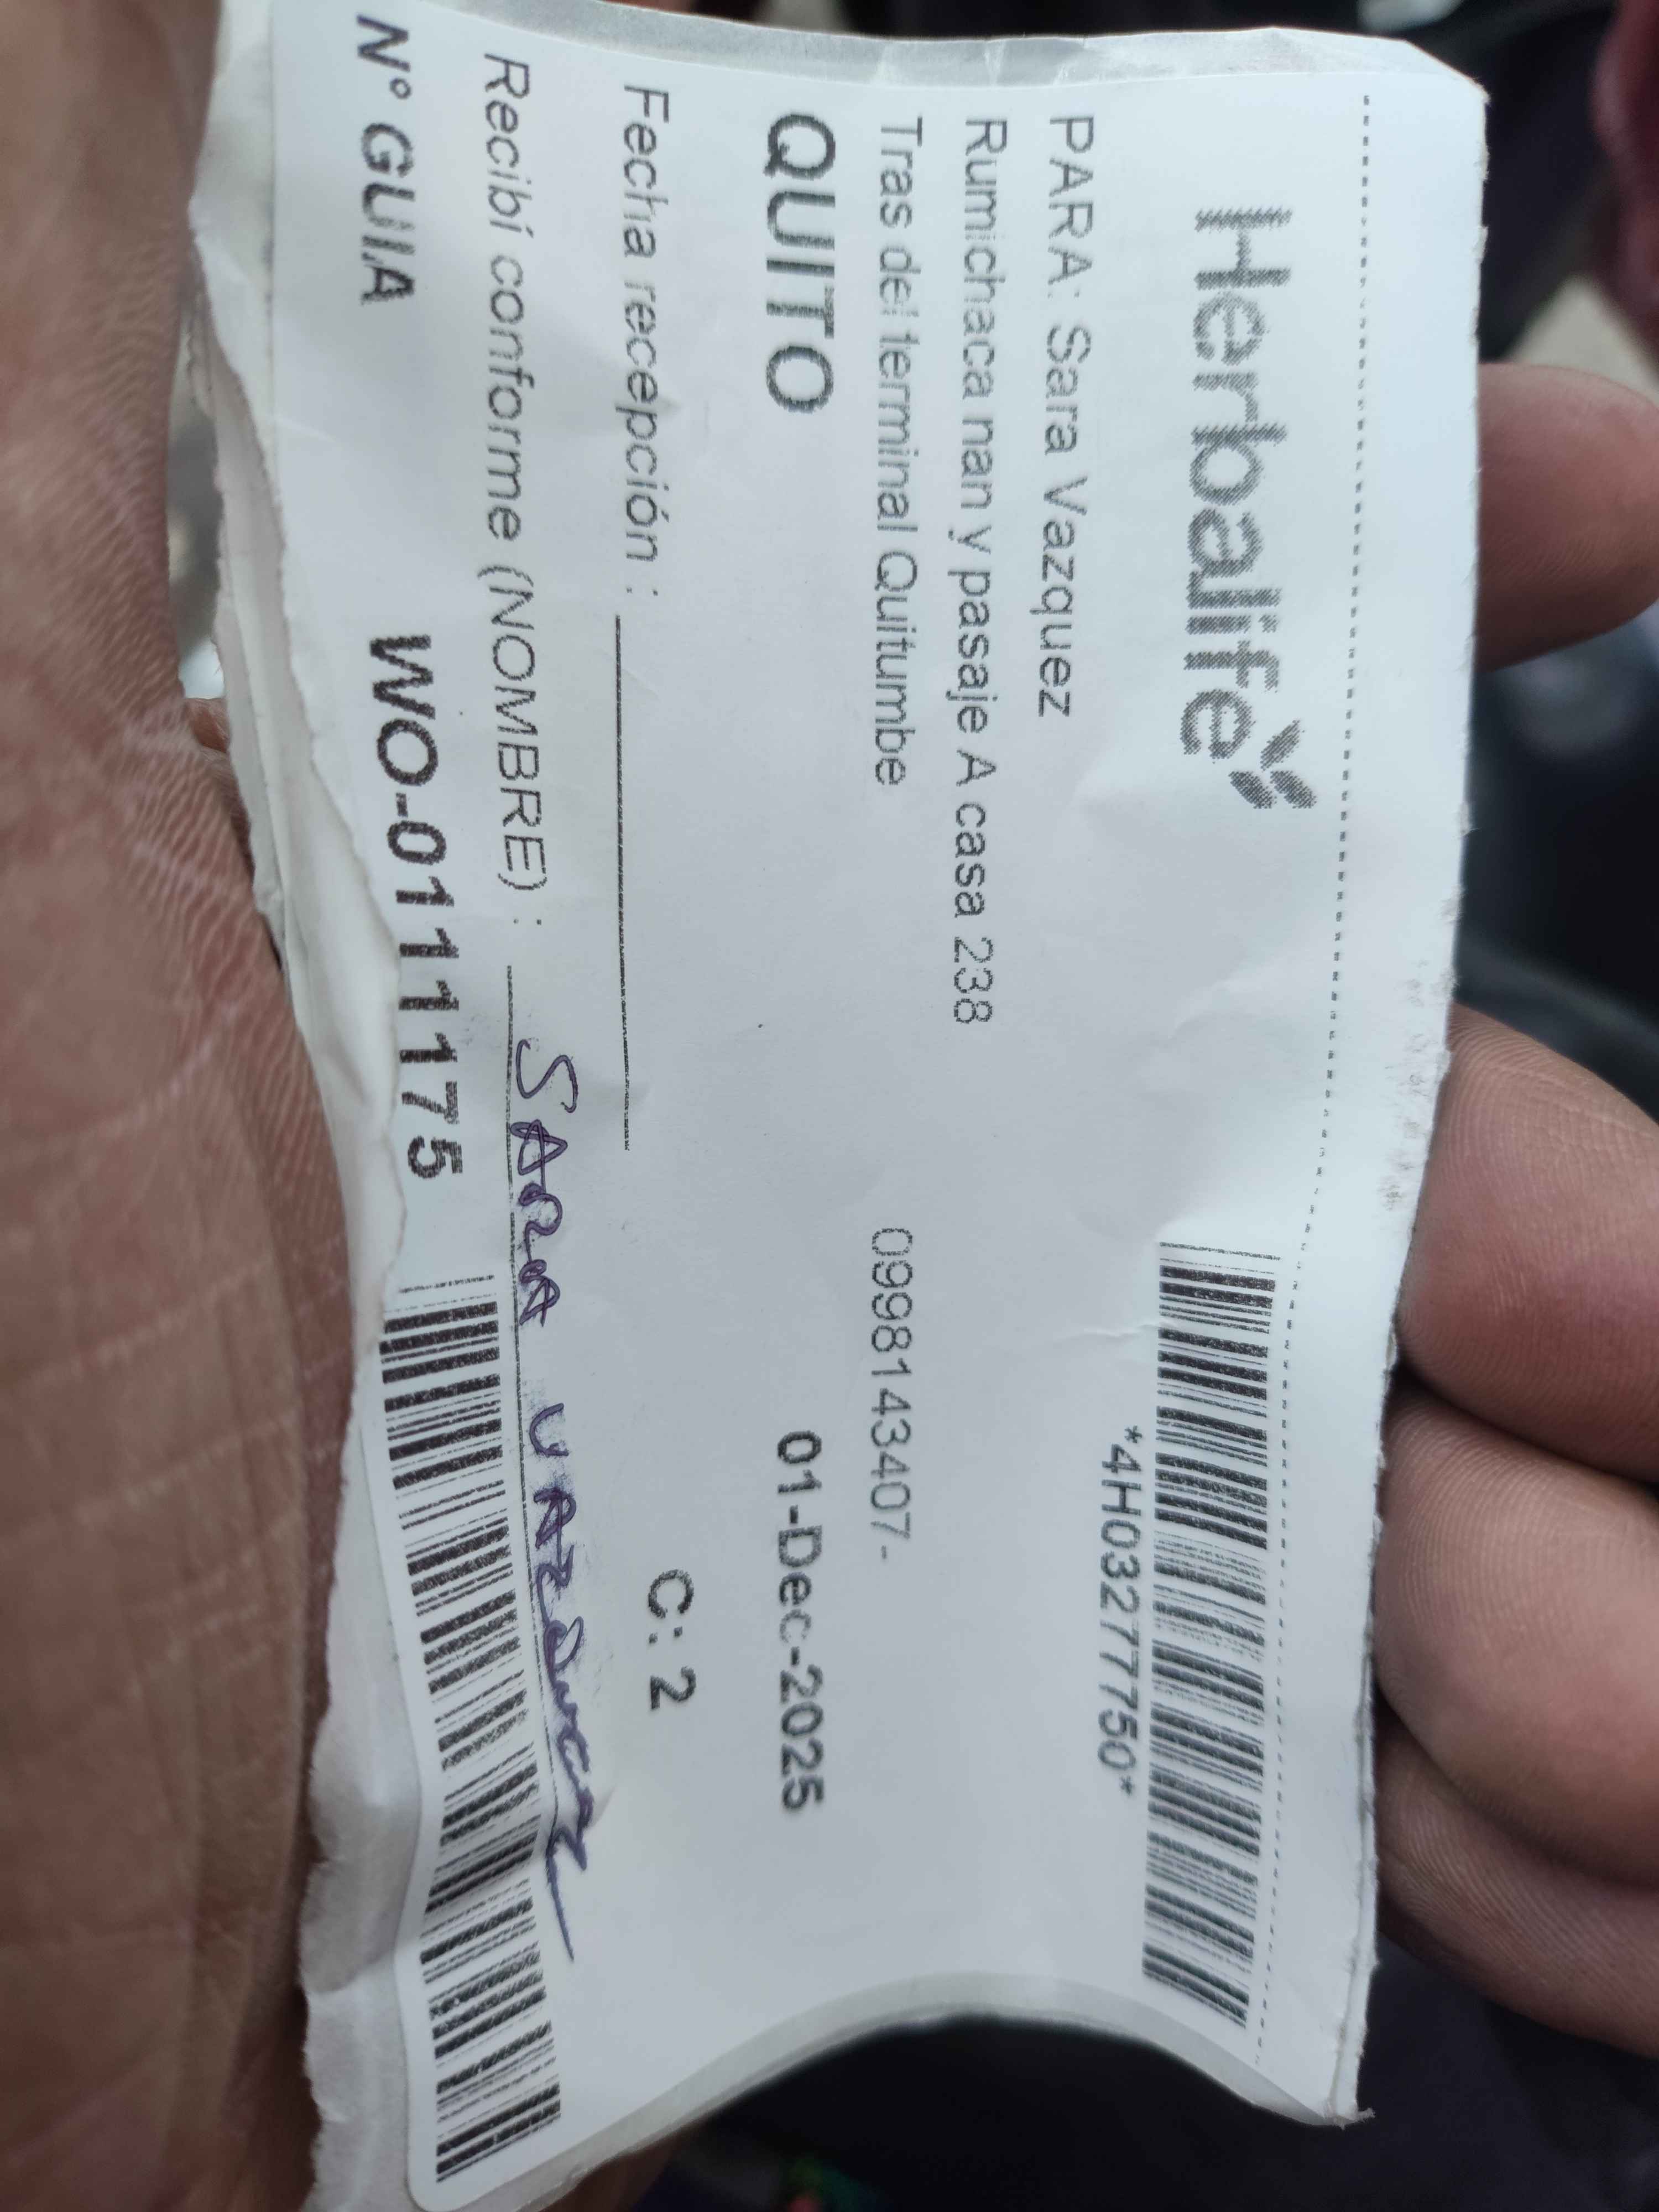 Herbalife
*4H03277750*
PARA: Sara Vazquez
Rumichaca nan y pasaje A casa 238
Tras del terminal Quitumbe 0998143407-
QUITO 01-Dec-2025
Fecha recepción : C: 2
Recibí conforme (NOMBRE) : SARA VAZQUEZ
N° GUIA WO-0111175